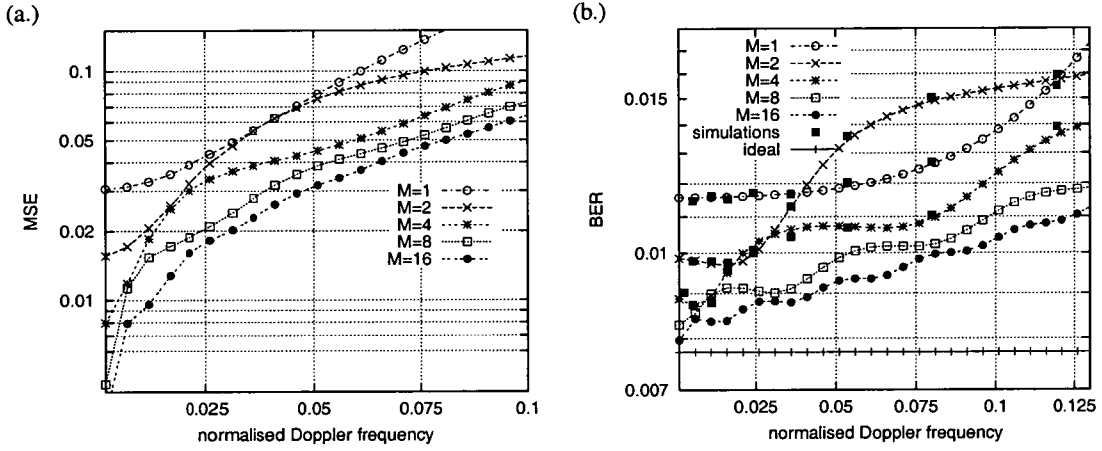 (a.)
MSE
0.1
0.05
0.02
0.01
M=1
M=2
M=4
M=8
M=16
0.025
0.05
0.075
0.1
normalised Doppler frequency
(b.)
BER
0.015
0.01
0.007
M=1
M=2
M=4
M=8
M=16
simulations
ideal
0.025
0.05
0.075
0.1
0.125
normalised Doppler frequency